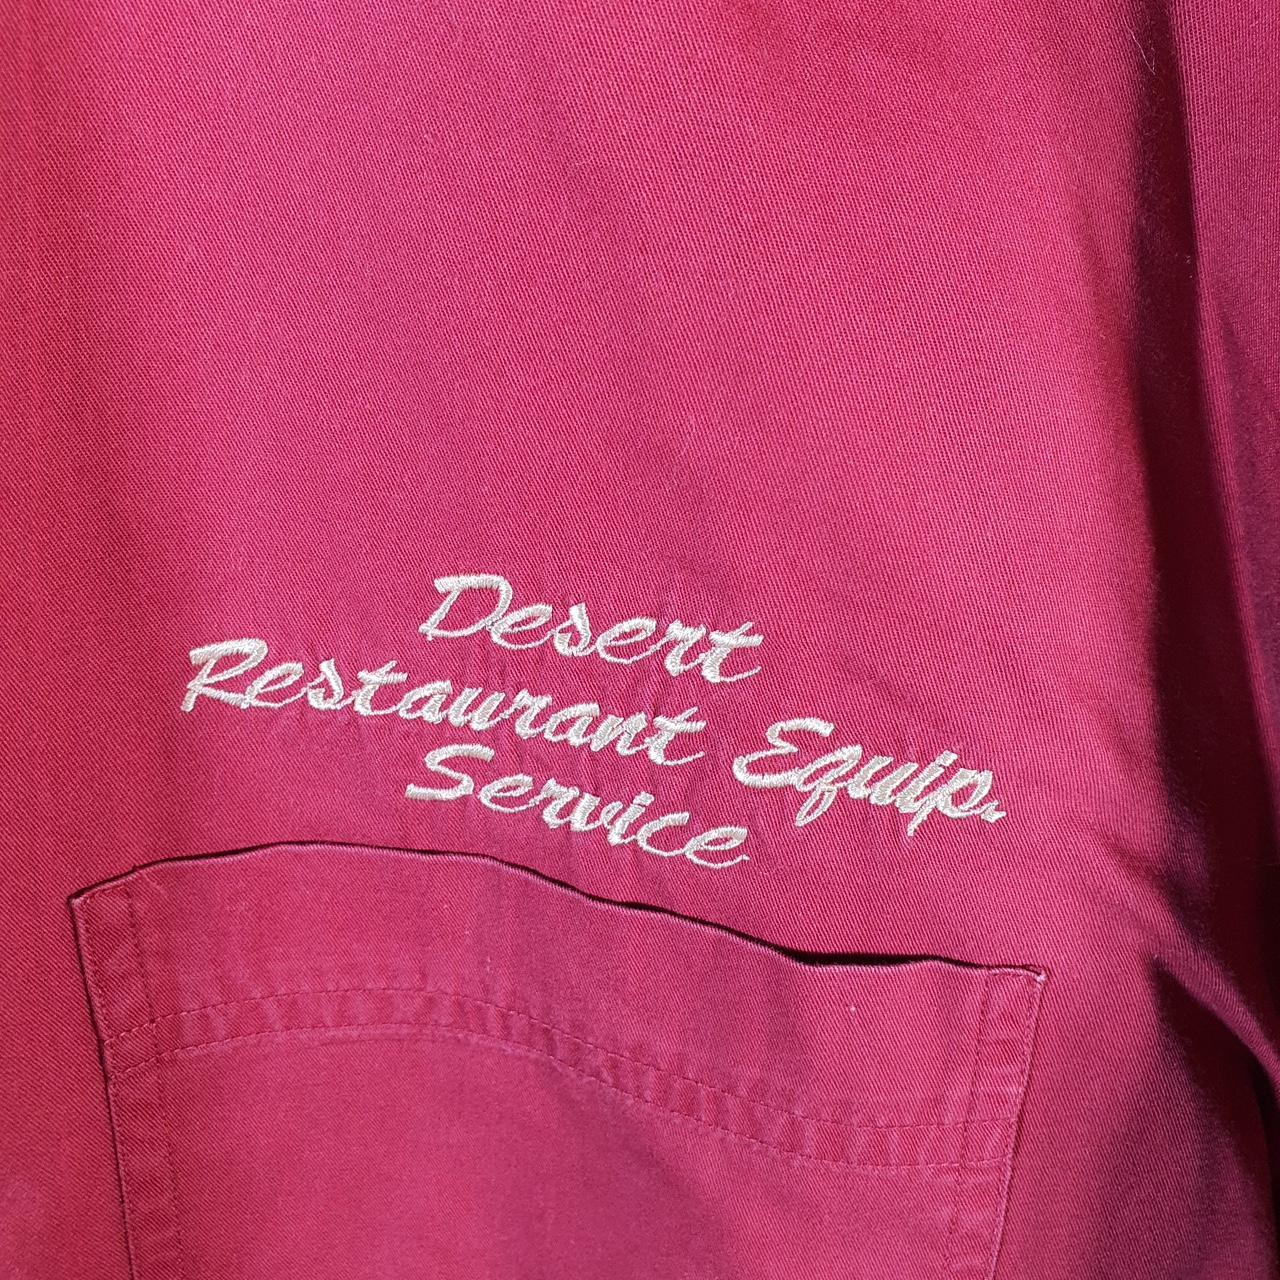 Desert
Restaurant Equip.
Service